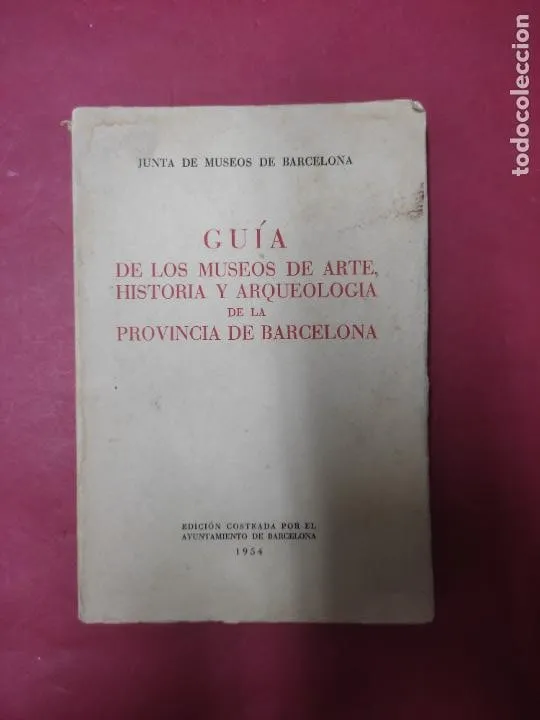 JUNTA DE MUSEOS DE BARCELONA
GUÍA
DE LOS MUSEOS DE ARTE,
HISTORIA Y ARQUEOLOGIA
DE LA
PROVINCIA DE BARCELONA
EDICIÓN COSTEADA POR EL
AYUNTAMIENTO DE BARCELONA
1954
todocoleccion.net